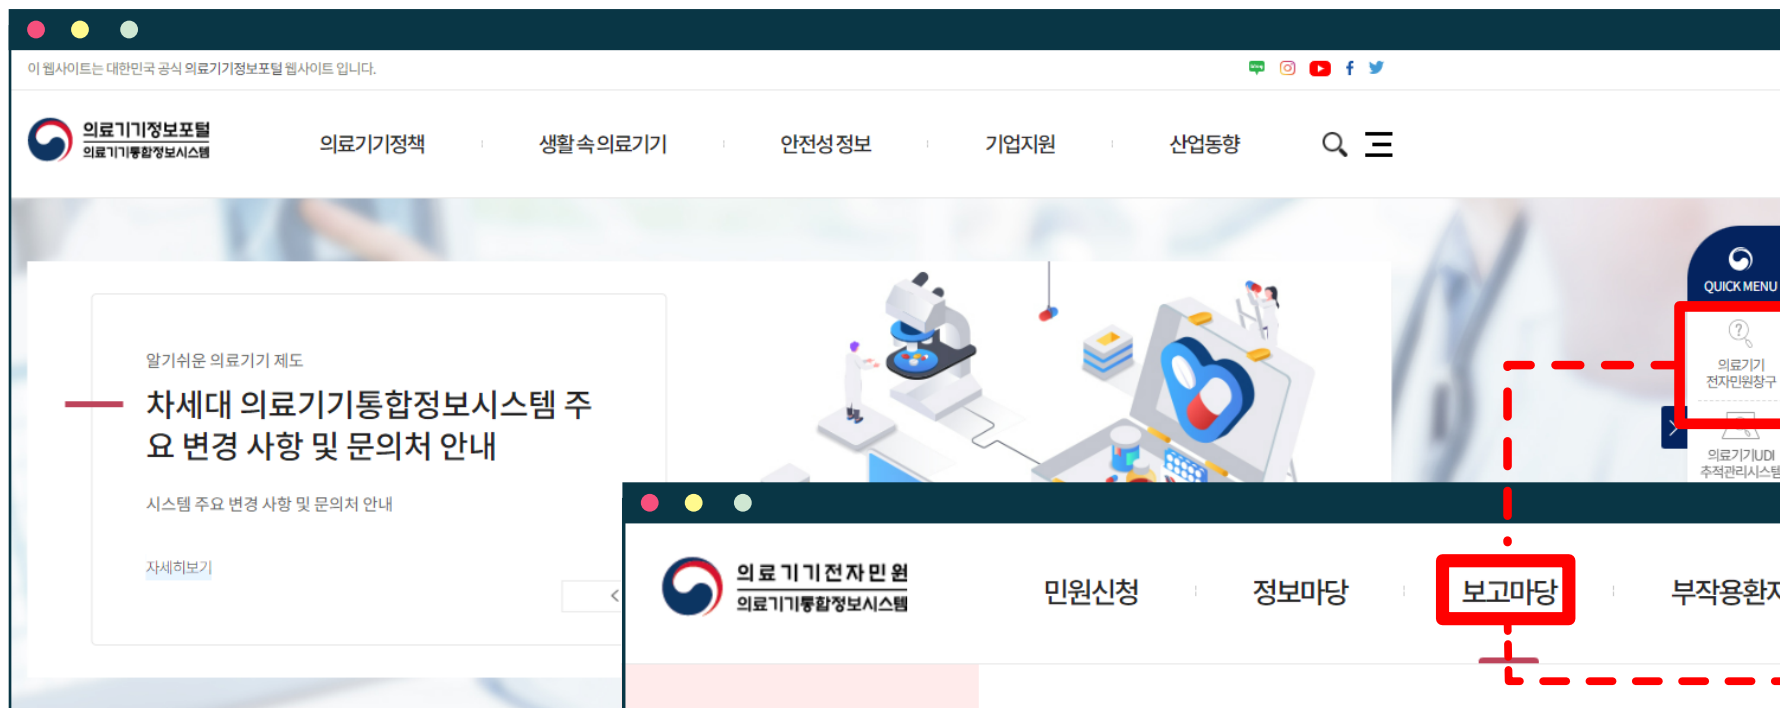 이 웹사이트는 대한민국 공식 의료기기정보포털 웹사이트 입니다.
의료기기정보포털
의료기기통합정보시스템
의료기기정책
생활 속 의료기기
안전성 정보
기업지원
산업동향
QUICK MENU
의료기기
전자민원창구
의료기기UDI
추적관리시스템
알기쉬운 의료기기 제도
차세대 의료기기통합정보시스템 주
요 변경 사항 및 문의처 안내
시스템 주요 변경 사항 및 문의처 안내
자세히보기
의료기기전자민원
의료기기통합정보시스템
민원신청
정보마당
보고마당
부작용환자